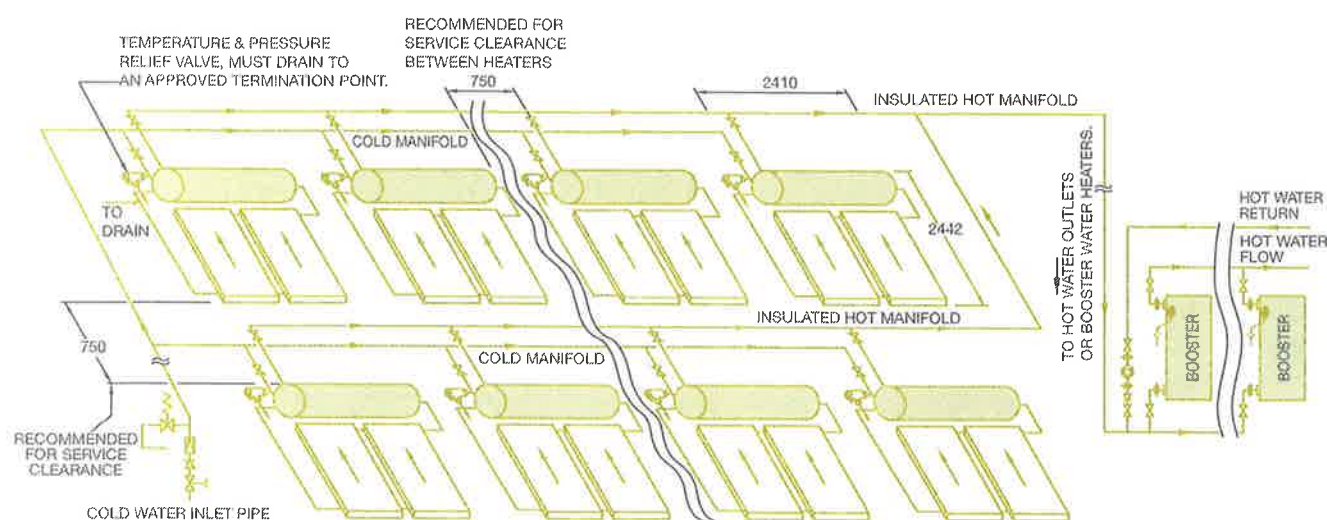 TEMPERATURE & PRESSURE
RELIEF VALVE, MUST DRAIN TO
AN APPROVED TERMINATION POINT.
RECOMMENDED FOR
SERVICE CLEARANCE
BETWEEN HEATERS
750
2410
INSULATED HOT MANIFOLD
COLD MANIFOLD
TO
DRAIN
2442
TO HOT WATER OUTLETS
OR BOOSTER WATER HEATERS.
HOT WATER
RETURN
HOT WATER
FLOW
INSULATED HOT MANIFOLD
COLD MANIFOLD
750
BOOSTER
BOOSTER
RECOMMENDED
FOR SERVICE
CLEARANCE
COLD WATER INLET PIPE